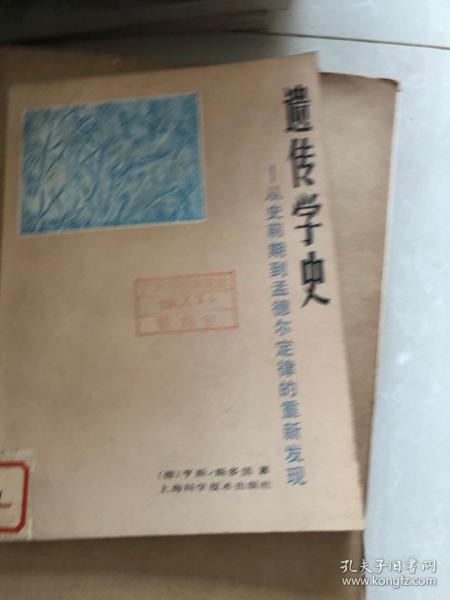 遗传学史
——从史前期到孟德尔定律的重新发现
(德)亨斯·斯多倍 著
上海科学技术出版社
孔夫子旧书网
www.kongfz.com